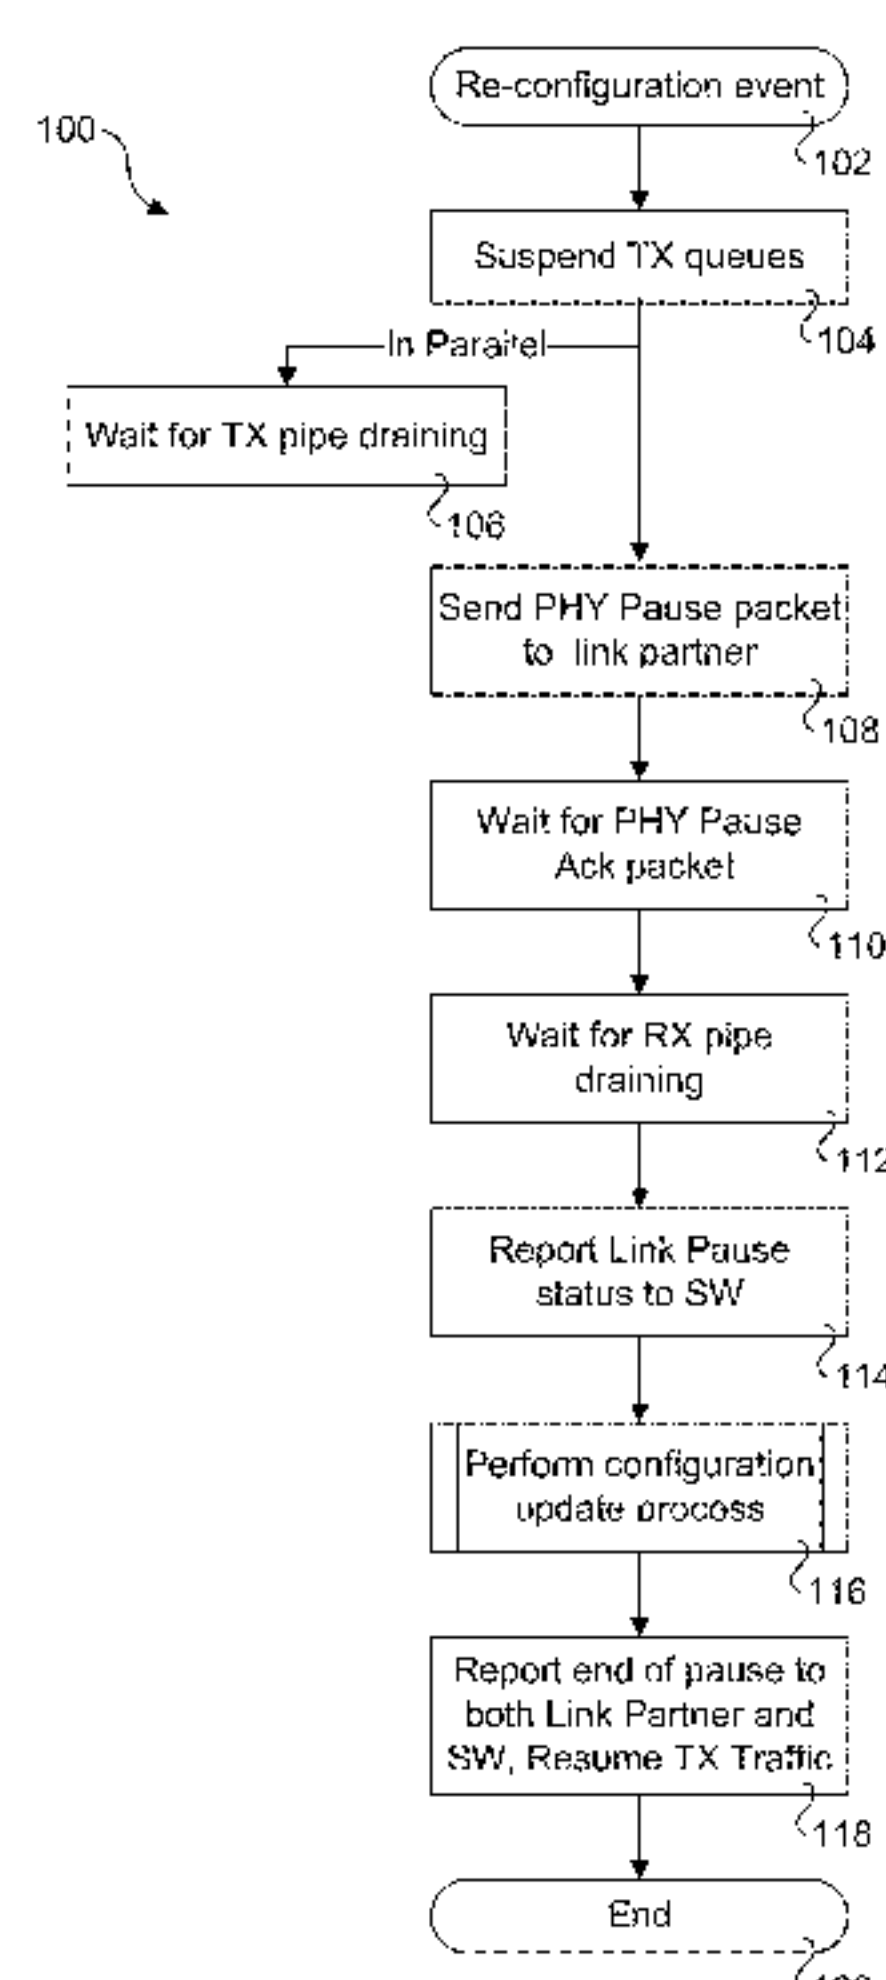 Re-configuration event
100
102
Suspend TX queues
104
In Parallel
Wait for TX pipe draining
106
Send PHY Pause packet
to link partner
108
Wait for PHY Pause
Ack packet
110
Wait for RX pipe
draining
112
Report Link Pause
status to SW
114
Perform configuration
update process
116
Report end of pause to
both Link Partner and
SW, Resume TX Traffic
118
End